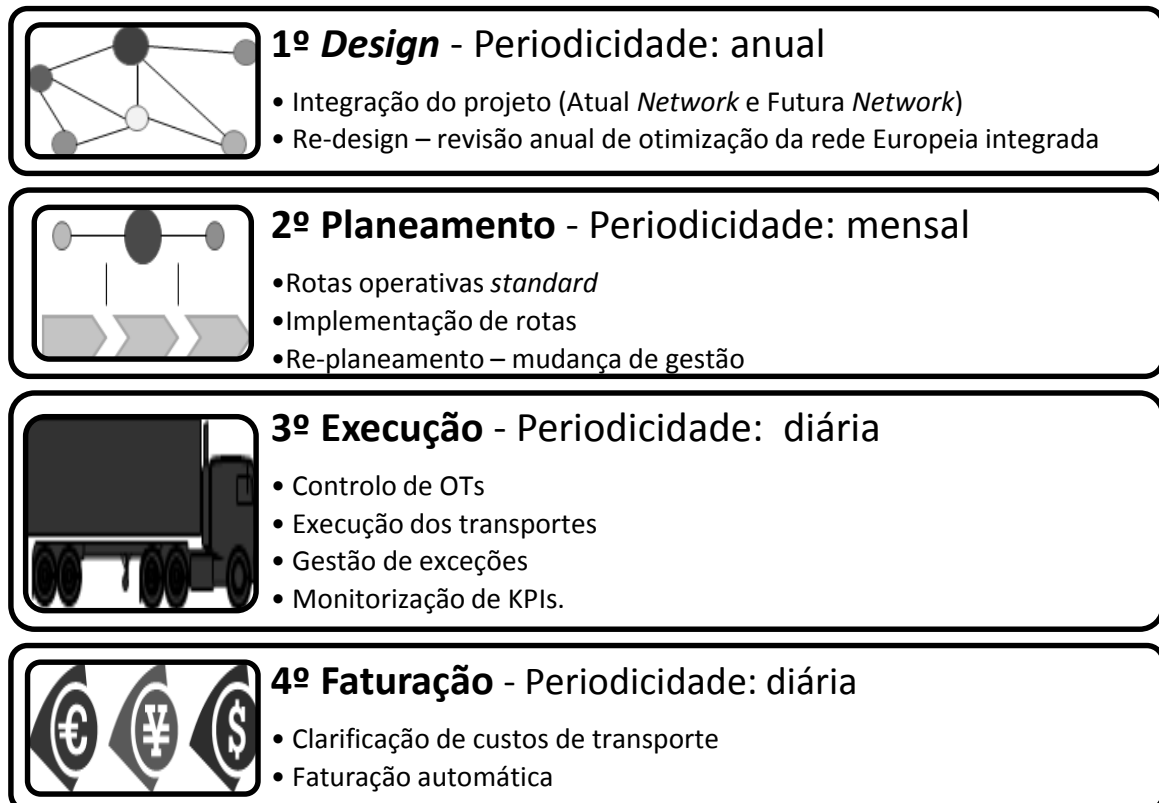 1º Design - Periodicidade: anual
• Integração do projeto (Atual Network e Futura Network)
• Re-design – revisão anual de otimização da rede Europeia integrada
2º Planeamento - Periodicidade: mensal
•Rotas operativas standard
•Implementação de rotas
•Re-planeamento – mudança de gestão
3º Execução - Periodicidade:  diária
• Controlo de OTs
• Execução dos transportes
• Gestão de exceções
• Monitorização de KPIs.
€ ¥ $
4º Faturação - Periodicidade: diária
• Clarificação de custos de transporte
• Faturação automática